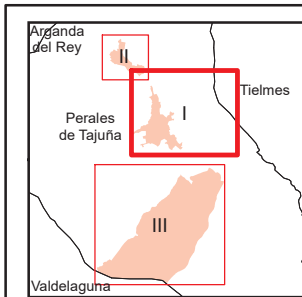 Arganda
del Rey
II
Tielmes
I
Perales
de Tajuña
III
Valdelaguna